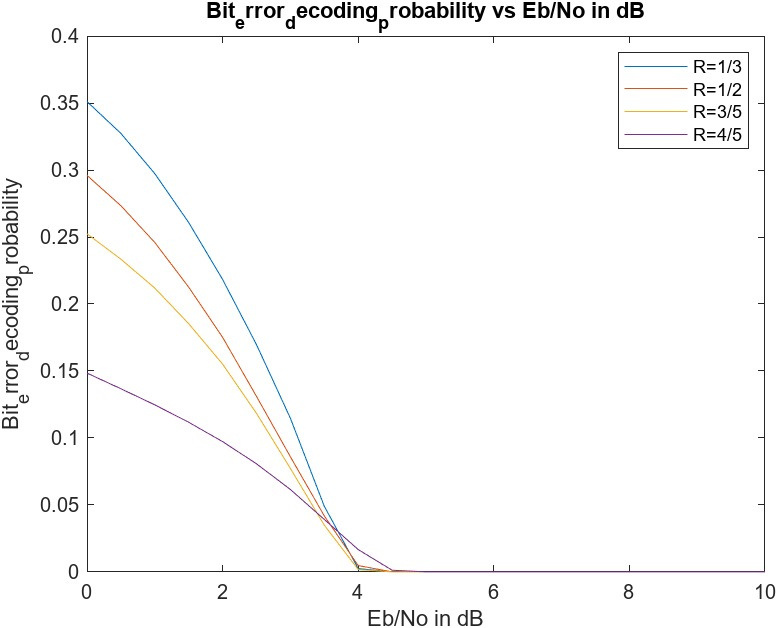 Bit_error_decoding_probability vs Eb/No in dB
0.4
0.35
0.3
0.25
0.2
0.15
0.1
0.05
0
Bit_error_decoding_probability
R=1/3
R=1/2
R=3/5
R=4/5
0 2 4 6 8 10
Eb/No in dB